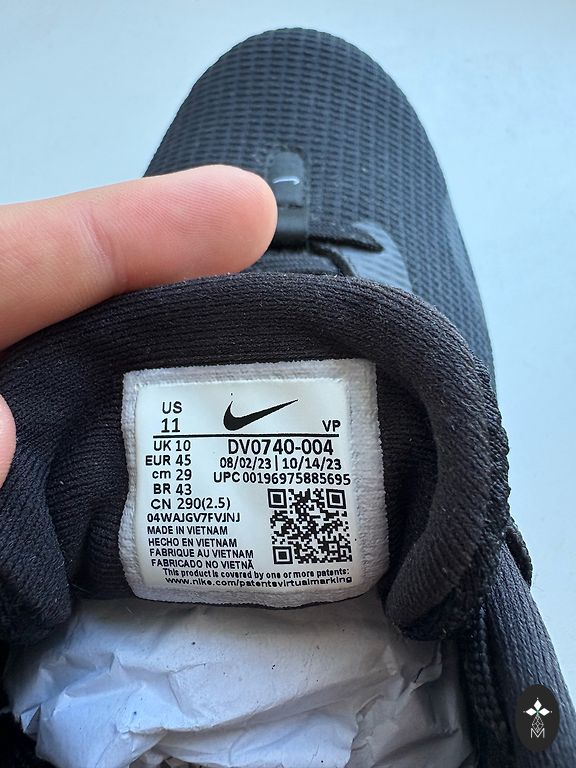 US
11
VP
UK 10
EUR 45
cm 29
BR 43
CN 290(2.5)
DV0740-004
08/02/23 | 10/14/23
UPC 00196975885695
04WAJGV7FVJNJ
MADE IN VIETNAM
HECHO EN VIETNAM
FABRIQUE AU VIETNAM
FABRICADO NO VIETNÃ
This product is covered by one or more patents:
www.nike.com/patentsvirtualmarking
M